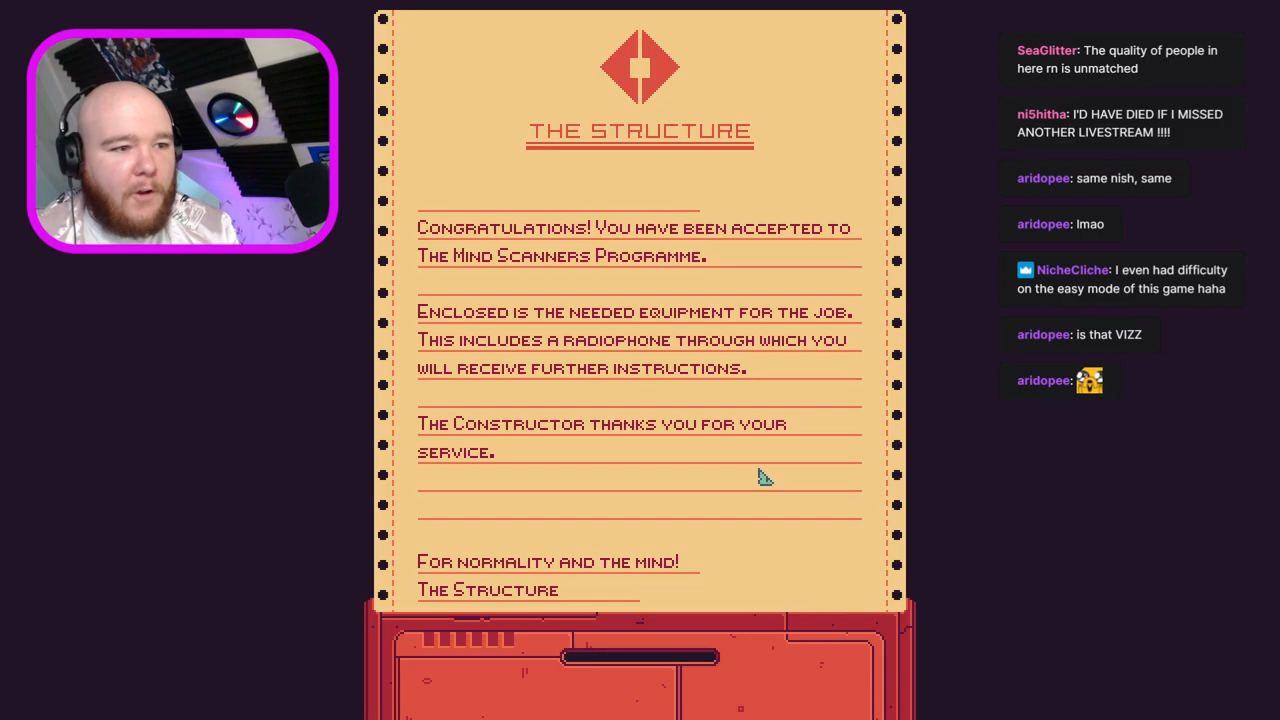 THE STRUCTURE
CONGRATULATIONS! YOU HAVE BEEN ACCEPTED TO
THE MIND SCANNERS PROGRAMME.
ENCLOSED IS THE NEEDED EQUIPMENT FOR THE JOB.
THIS INCLUDES A RADIOPHONE THROUGH WHICH YOU
WILL RECEIVE FURTHER INSTRUCTIONS.
THE CONSTRUCTOR THANKS YOU FOR YOUR
SERVICE.
FOR NORMALITY AND THE MIND!
THE STRUCTURE
SeaGlitter: The quality of people in
here rn is unmatched
ni5hitha: I'D HAVE DIED IF I MISSED
ANOTHER LIVESTREAM !!!!
aridopee: same nish, same
aridopee: lmao
NicheCliche: I even had difficulty
on the easy mode of this game haha
aridopee: is that VIZZ
aridopee: